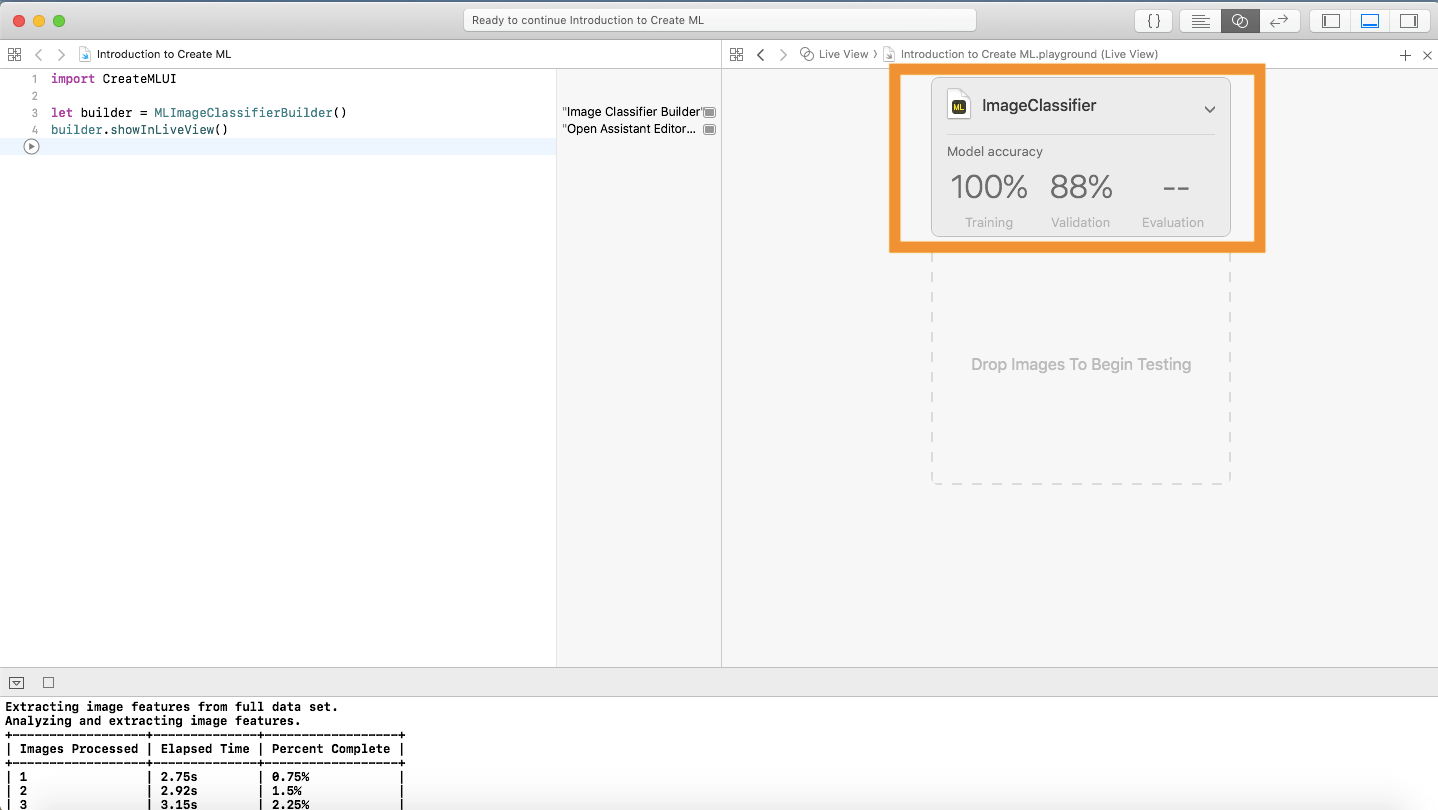 Ready to continue Introduction to Create ML
{ }
Introduction to Create ML
Live View
Introduction to Create ML.playground (Live View)
1 import CreateMLUI
2
3 let builder = MLImageClassifierBuilder()
4 builder.showInLiveView()
"Image Classifier Builder"
"Open Assistant Editor...
ML
ImageClassifier
Model accuracy
100% 88% --
Training Validation Evaluation
Drop Images To Begin Testing
Extracting image features from full data set.
Analyzing and extracting image features.
+------------------+--------------+------------------+
| Images Processed | Elapsed Time | Percent Complete |
+------------------+--------------+------------------+
| 1 | 2.75s | 0.75% |
| 2 | 2.92s | 1.5% |
| 3 | 3.15s | 2.25% |